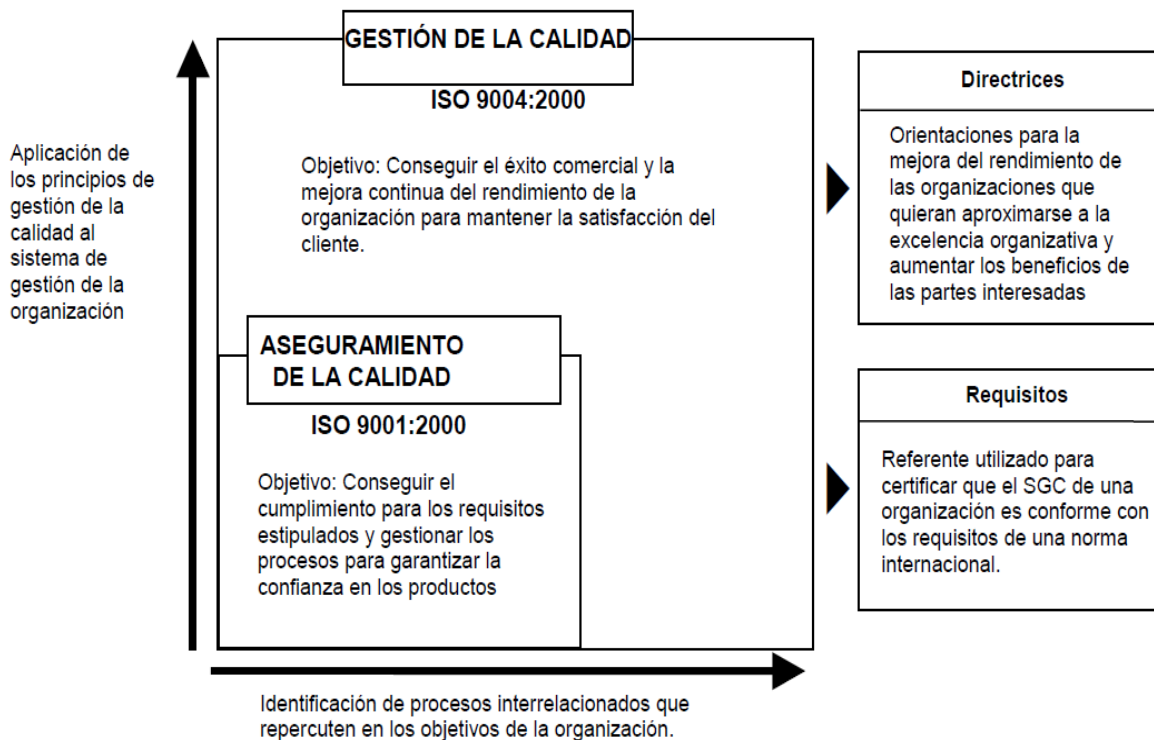 GESTIÓN DE LA CALIDAD
ISO 9004:2000
Objetivo: Conseguir el éxito comercial y la
mejora continua del rendimiento de la
organización para mantener la satisfacción del
cliente.
Aplicación de
los principios de
gestión de la
calidad al
sistema de
gestión de la
organización
ASEGURAMIENTO
DE LA CALIDAD
ISO 9001:2000
Objetivo: Conseguir el
cumplimiento para los requisitos
estipulados y gestionar los
procesos para garantizar la
confianza en los productos
Identificación de procesos interrelacionados que
repercuten en los objetivos de la organización.
Directrices
Orientaciones para la
mejora del rendimiento de
las organizaciones que
quieran aproximarse a la
excelencia organizativa y
aumentar los beneficios de
las partes interesadas
Requisitos
Referente utilizado para
certificar que el SGC de una
organización es conforme con
los requisitos de una norma
internacional.